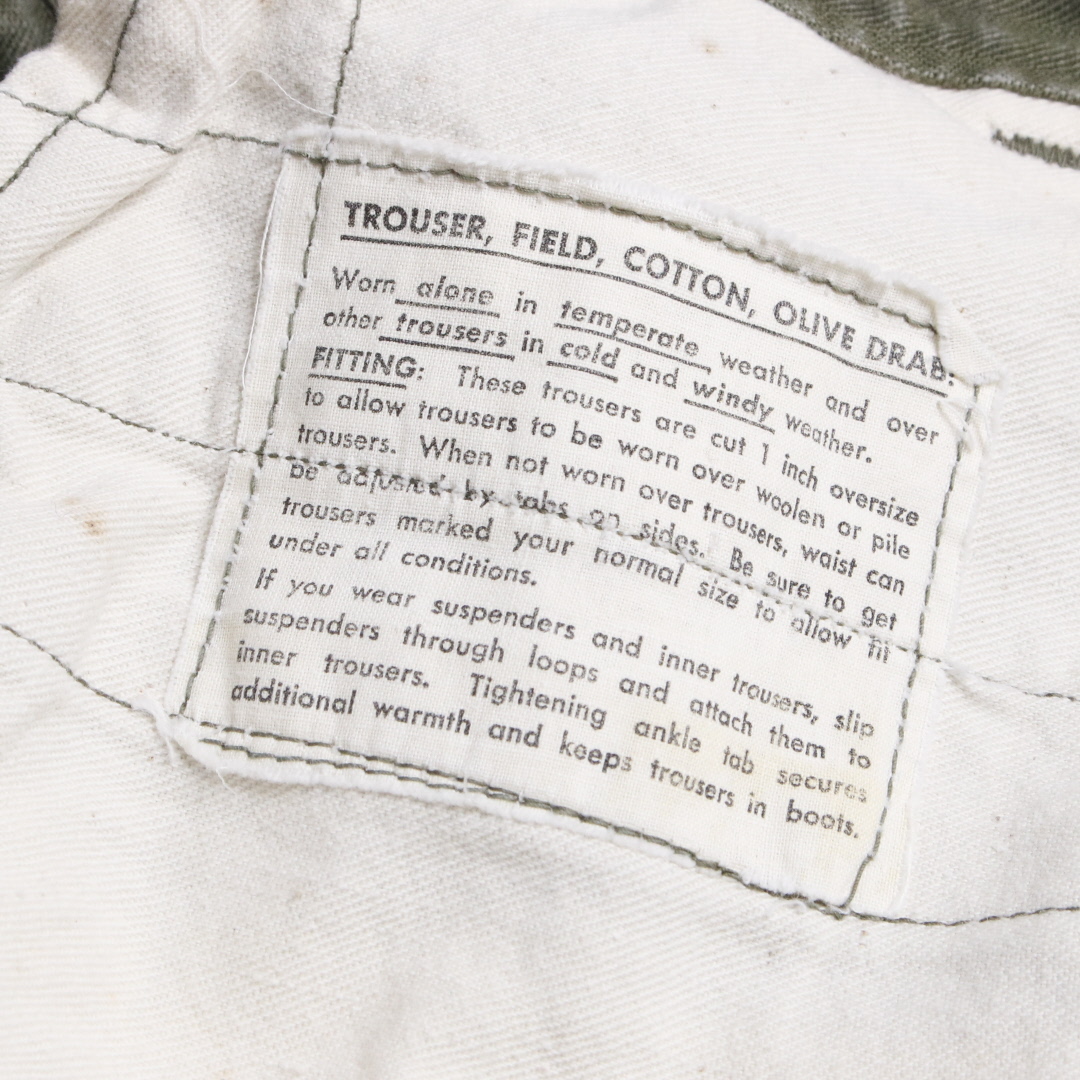 TROUSER, FIELD, COTTON, OLIVE DRAB:
Worn alone in temperate weather and over
other trousers in cold and windy weather.
FITTING: These trousers are cut 1 inch oversize
to allow trousers to be worn over woolen or pile
trousers. When not worn over trousers, waist can
be adjusted by tabs on sides. Be sure to get
trousers marked your normal size to allow fit
under all conditions.
If you wear suspenders and inner trousers, slip
suspenders through loops and attach them to
inner trousers. Tightening ankle tab secures
additional warmth and keeps trousers in boots.